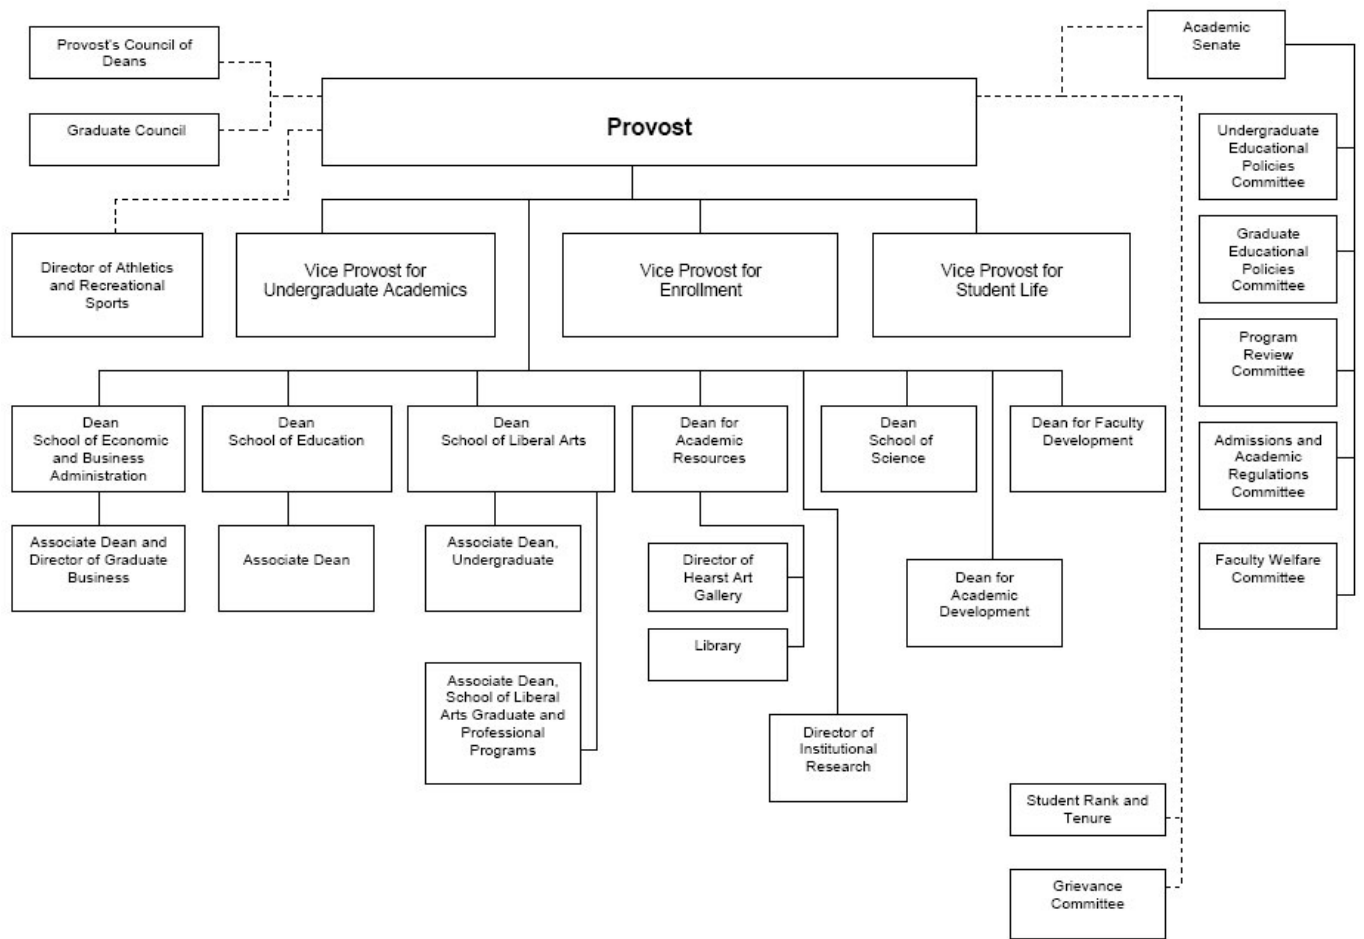 Provost's Council of
Deans
Academic
Senate
Graduate Council
Provost
Undergraduate
Educational
Policies
Committee
Director of Athletics
and Recreational
Sports
Vice Provost for
Undergraduate Academics
Vice Provost for
Enrollment
Vice Provost for
Student Life
Graduate
Educational
Policies
Committee
Program
Review
Committee
Dean
School of Economic
and Business
Administration
Dean
School of Education
Dean
School of Liberal Arts
Dean for
Academic
Resources
Dean
School of
Science
Dean for Faculty
Development
Admissions and
Academic
Regulations
Committee
Associate Dean and
Director of Graduate
Business
Associate Dean
Associate Dean,
Undergraduate
Director of
Hearst Art
Gallery
Dean for
Academic
Development
Faculty Welfare
Committee
Library
Associate Dean,
School of Liberal
Arts Graduate and
Professional
Programs
Director of
Institutional
Research
Student Rank and
Tenure
Grievance
Committee